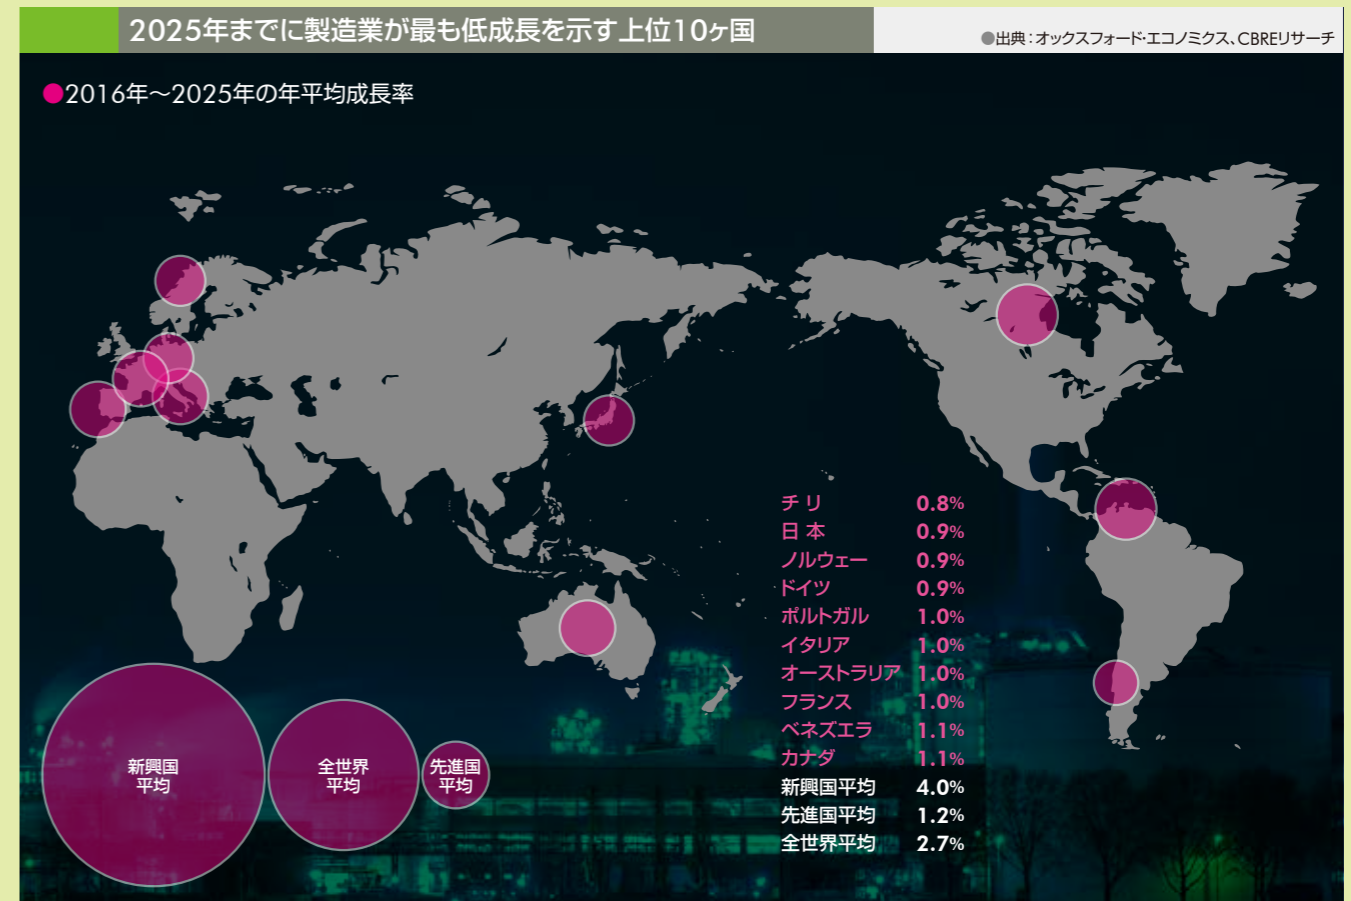 2025年までに製造業が最も低成長を示す上位10ヶ国
●出典：オックスフォード・エコノミクス、CBREリサーチ
●2016年～2025年の年平均成長率
チリ 0.8%
日本 0.9%
ノルウェー 0.9%
ドイツ 0.9%
ポルトガル 1.0%
イタリア 1.0%
オーストラリア 1.0%
フランス 1.0%
ベネズエラ 1.1%
カナダ 1.1%
新興国平均 4.0%
先進国平均 1.2%
全世界平均 2.7%
新興国
平均
全世界
平均
先進国
平均